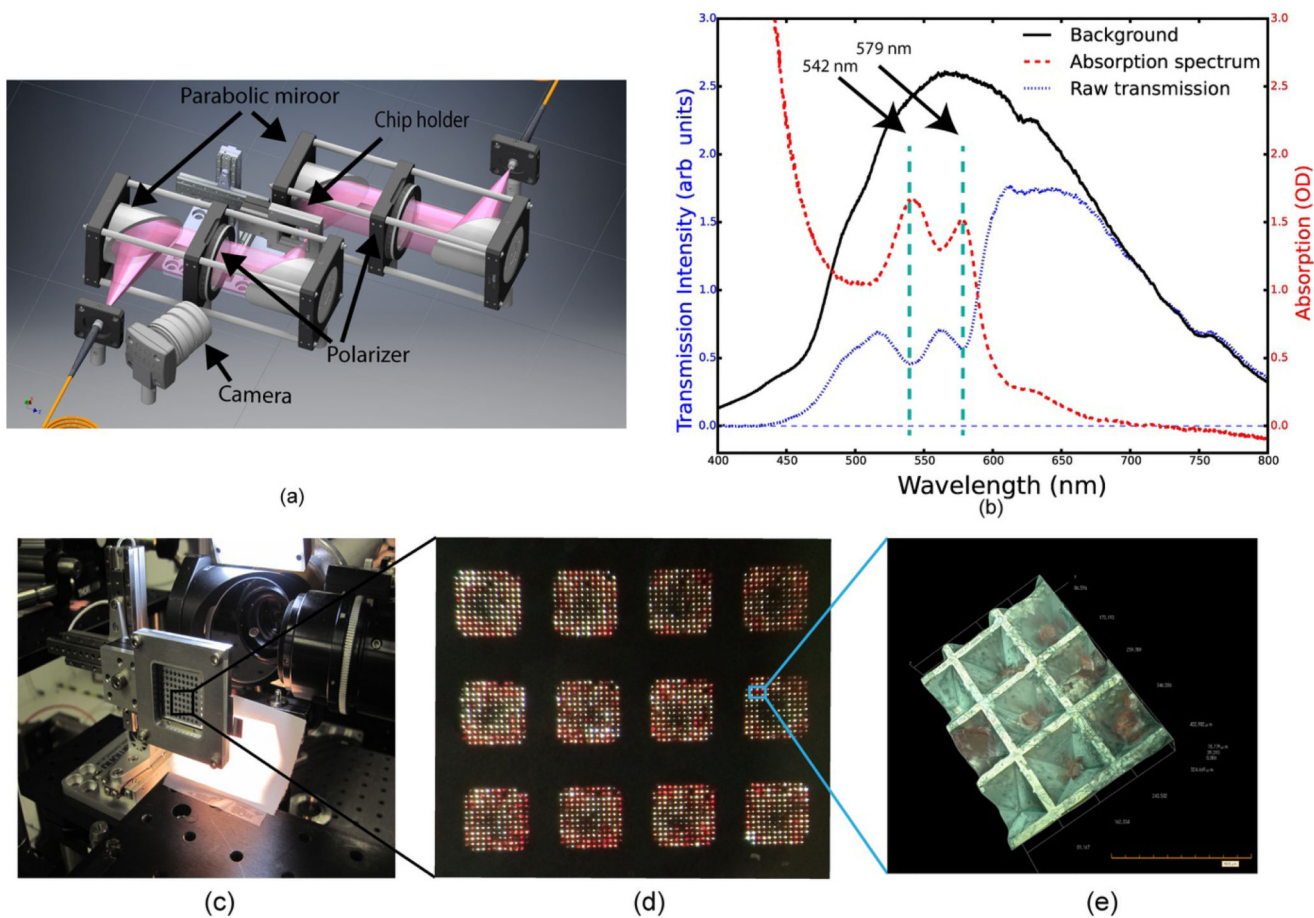 Parabolic miroor
Chip holder
Polarizer
Camera
(a)
3.0
2.5
2.0
1.5
1.0
0.5
0.0
Transmission Intensity (arb units)
542 nm
579 nm
Background
Absorption spectrum
Raw transmission
3.0
2.5
2.0
1.5
1.0
0.5
0.0
Absorption (OD)
400 450 500 550 600 650 700 750 800
Wavelength (nm)
(b)
(c)
(d)
(e)